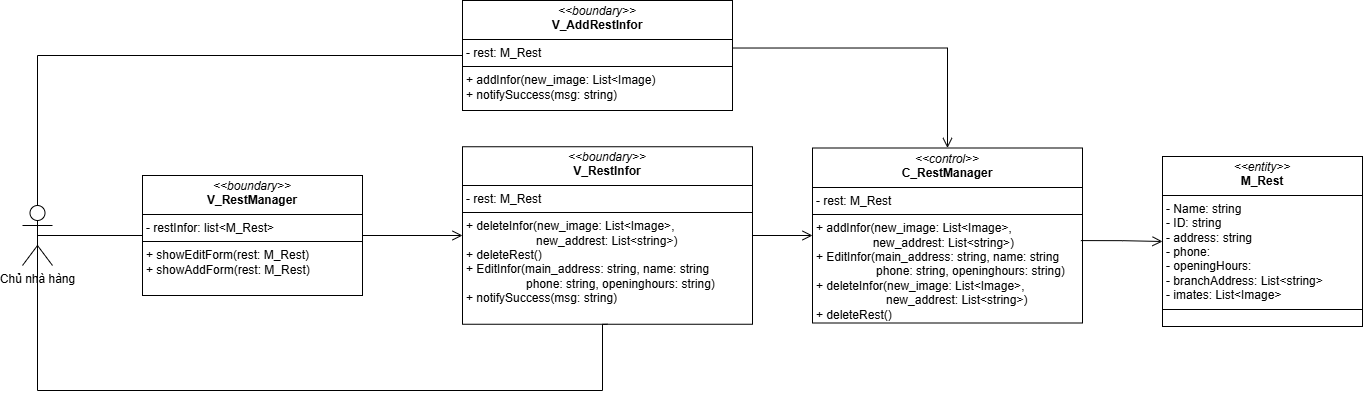 <<boundary>>
V_AddRestInfor
- rest: M_Rest
+ addInfor(new_image: List<Image)
+ notifySuccess(msg: string)
Chủ nhà hàng
<<boundary>>
V_RestManager
- restInfor: list<M_Rest>
+ showEditForm(rest: M_Rest)
+ showAddForm(rest: M_Rest)
<<boundary>>
V_RestInfor
- rest: M_Rest
+ deleteInfor(new_image: List<Image>,
new_addrest: List<string>)
+ deleteRest()
+ EditInfor(main_address: string, name: string
phone: string, openinghours: string)
+ notifySuccess(msg: string)
<<control>>
C_RestManager
- rest: M_Rest
+ addInfor(new_image: List<Image>,
new_addrest: List<string>)
+ EditInfor(main_address: string, name: string
phone: string, openinghours: string)
+ deleteInfor(new_image: List<Image>,
new_addrest: List<string>)
+ deleteRest()
<<entity>>
M_Rest
- Name: string
- ID: string
- address: string
- phone:
- openingHours:
- branchAddress: List<string>
- imates: List<Image>